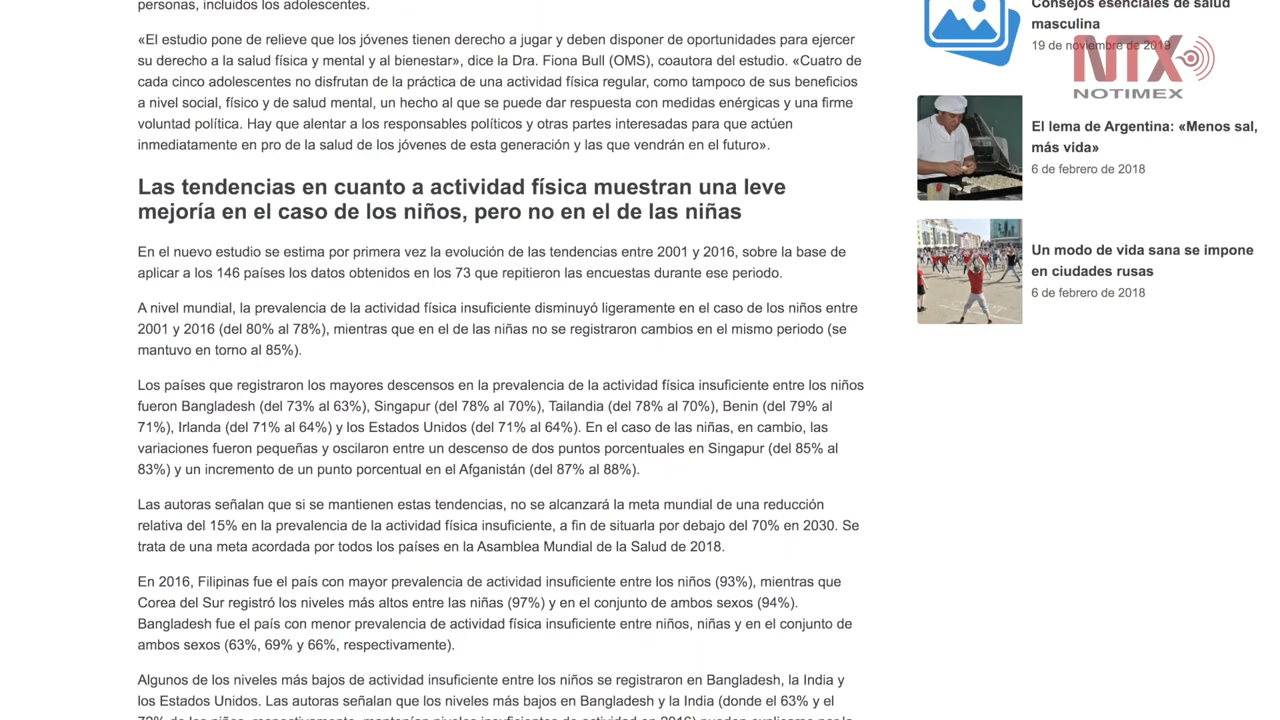 personas, incluidos los adolescentes.
«El estudio pone de relieve que los jóvenes tienen derecho a jugar y deben disponer de oportunidades para ejercer
su derecho a la salud física y mental y al bienestar», dice la Dra. Fiona Bull (OMS), coautora del estudio. «Cuatro de
cada cinco adolescentes no disfrutan de la práctica de una actividad física regular, como tampoco de sus beneficios
a nivel social, físico y de salud mental, un hecho al que se puede dar respuesta con medidas enérgicas y una firme
voluntad política. Hay que alentar a los responsables políticos y otras partes interesadas para que actúen
inmediatamente en pro de la salud de los jóvenes de esta generación y las que vendrán en el futuro».
Las tendencias en cuanto a actividad física muestran una leve
mejoría en el caso de los niños, pero no en el de las niñas
En el nuevo estudio se estima por primera vez la evolución de las tendencias entre 2001 y 2016, sobre la base de
aplicar a los 146 países los datos obtenidos en los 73 que repitieron las encuestas durante ese periodo.
A nivel mundial, la prevalencia de la actividad física insuficiente disminuyó ligeramente en el caso de los niños entre
2001 y 2016 (del 80% al 78%), mientras que en el de las niñas no se registraron cambios en el mismo periodo (se
mantuvo en torno al 85%).
Los países que registraron los mayores descensos en la prevalencia de la actividad física insuficiente entre los niños
fueron Bangladesh (del 73% al 63%), Singapur (del 78% al 70%), Tailandia (del 78% al 70%), Benin (del 79% al
71%), Irlanda (del 71% al 64%) y los Estados Unidos (del 71% al 64%). En el caso de las niñas, en cambio, las
variaciones fueron pequeñas y oscilaron entre un descenso de dos puntos porcentuales en Singapur (del 85% al
83%) y un incremento de un punto porcentual en el Afganistán (del 87% al 88%).
Las autoras señalan que si se mantienen estas tendencias, no se alcanzará la meta mundial de una reducción
relativa del 15% en la prevalencia de la actividad física insuficiente, a fin de situarla por debajo del 70% en 2030. Se
trata de una meta acordada por todos los países en la Asamblea Mundial de la Salud de 2018.
En 2016, Filipinas fue el país con mayor prevalencia de actividad insuficiente entre los niños (93%), mientras que
Corea del Sur registró los niveles más altos entre las niñas (97%) y en el conjunto de ambos sexos (94%).
Bangladesh fue el país con menor prevalencia de actividad física insuficiente entre niños, niñas y en el conjunto de
ambos sexos (63%, 69% y 66%, respectivamente).
Algunos de los niveles más bajos de actividad insuficiente entre los niños se registraron en Bangladesh, la India y
los Estados Unidos. Las autoras señalan que los niveles más bajos en Bangladesh y la India (donde el 63% y el
72% de los niños, respectivamente, mantenían niveles insuficientes de actividad en 2016) pueden explicarse por la
Consejos esenciales de salud
masculina
19 de noviembre de 2019
NTX
NOTIMEX
El lema de Argentina: «Menos sal,
más vida»
6 de febrero de 2018
Un modo de vida sana se impone
en ciudades rusas
6 de febrero de 2018